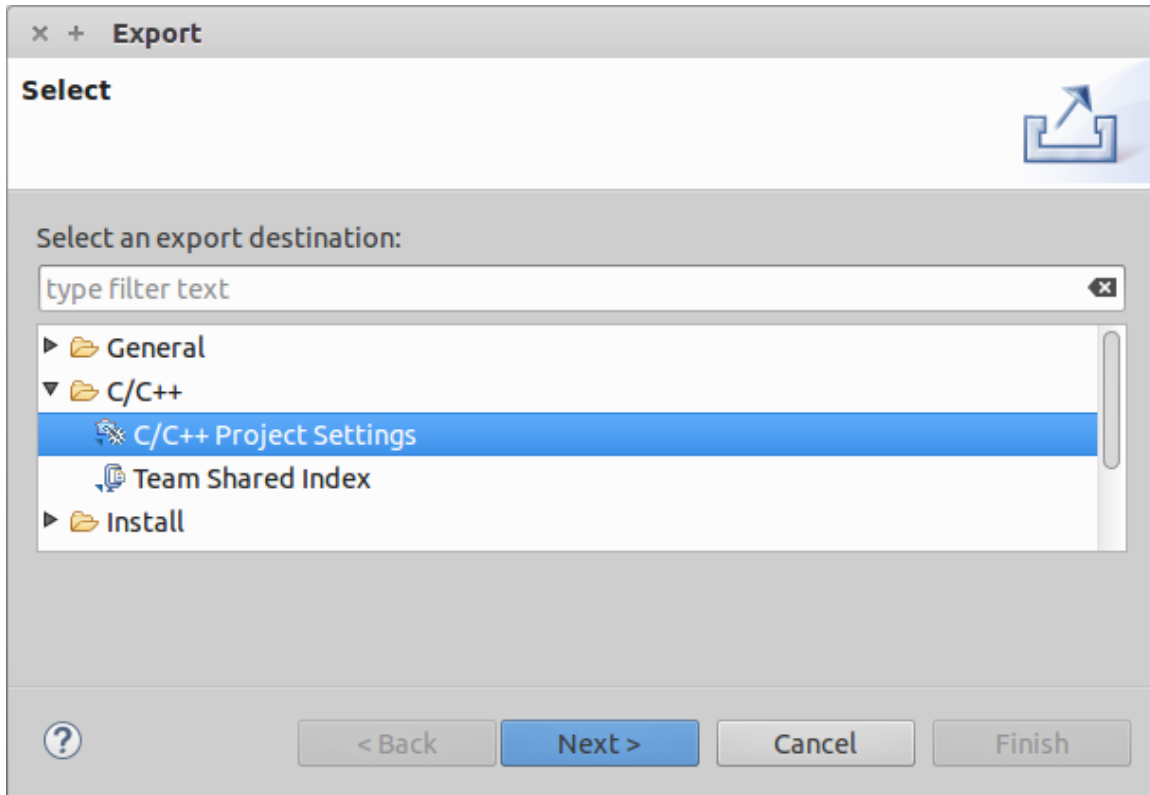 Export
Select
Select an export destination:
type filter text
General
C/C++
C/C++ Project Settings
Team Shared Index
Install
< Back Next > Cancel Finish